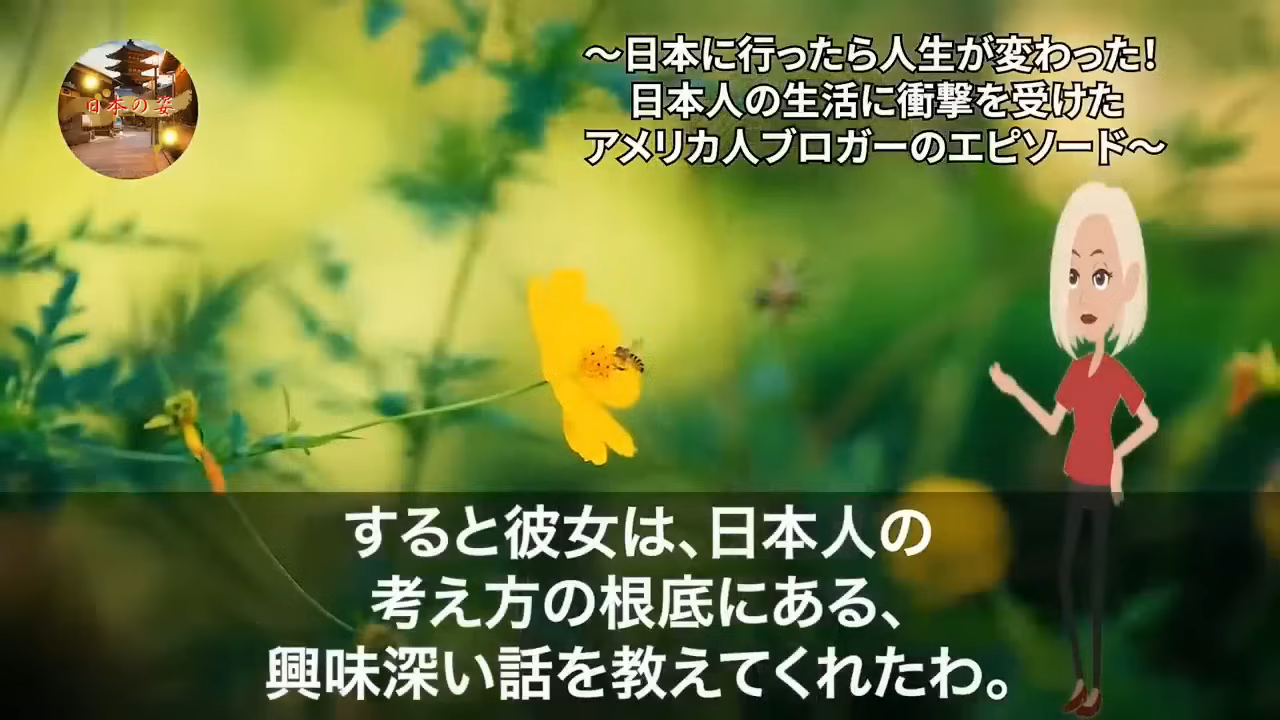 日本の姿
～日本に行ったら人生が変わった!
日本人の生活に衝撃を受けた
アメリカ人ブロガーのエピソード～
すると彼女は、日本人の
考え方の根底にある、
興味深い話を教えてくれたわ。